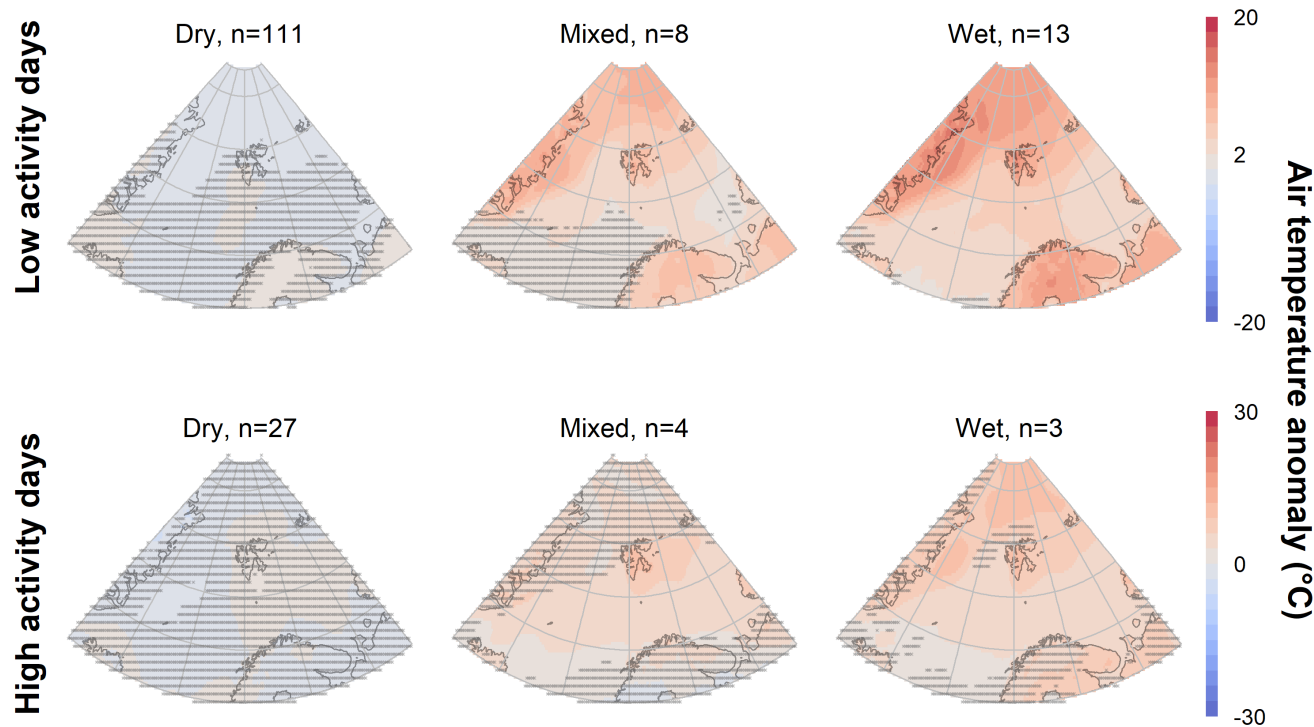 Low activity days
Dry, n=111
Mixed, n=8
Wet, n=13
20
2
-20
High activity days
Dry, n=27
Mixed, n=4
Wet, n=3
30
0
-30
Air temperature anomaly (°C)